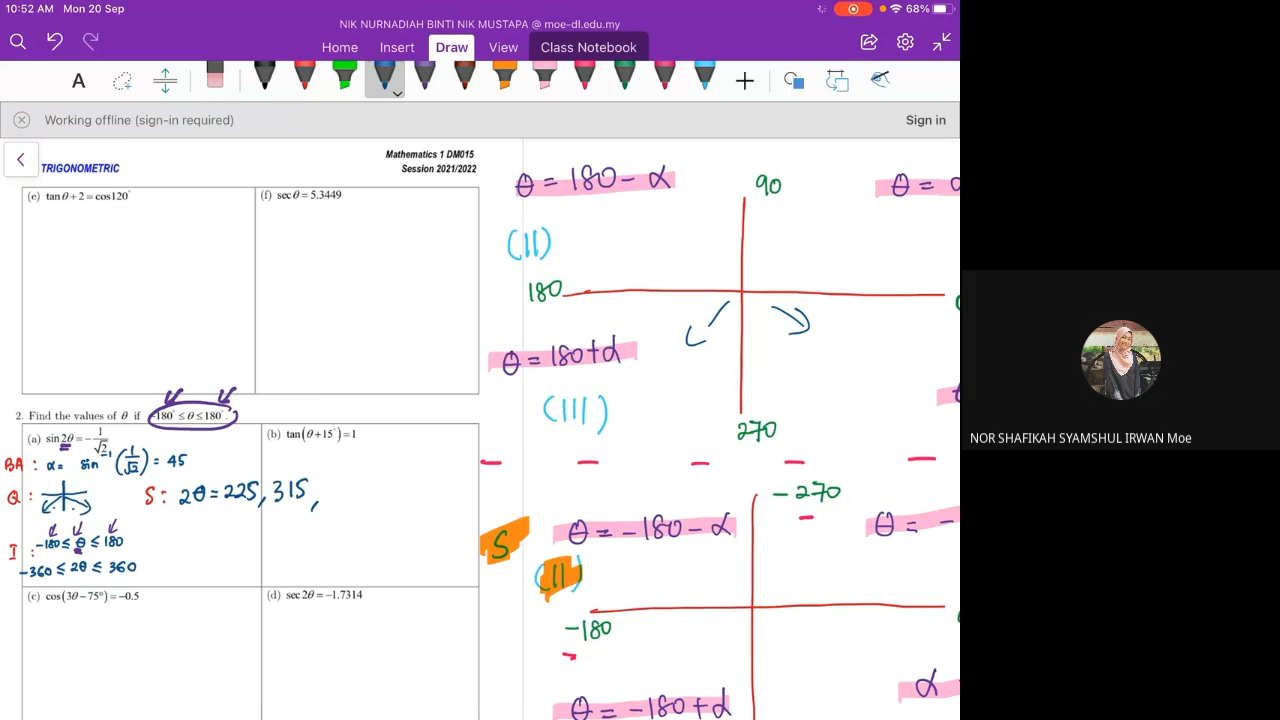 10:52 AM Mon 20 Sep
68%
NIK NURNADIAH BINTI NIK MUSTAPA @ moe-dl.edu.my
Home Insert Draw View Class Notebook
A
Working offline (sign-in required)
Sign in
TRIGONOMETRIC
Mathematics 1 DM015
Session 2021/2022
(e) tan θ + 2 = cos120°
(f) sec θ = 5.3449
2. Find the values of θ if -180° ≤ θ ≤ 180°.
(a) sin 2θ = -1/√2
BA : α = sin⁻¹ (1/√2) = 45
Q :
S : 2θ = 225, 315,
I :
-180 ≤ θ ≤ 180
-360 ≤ 2θ ≤ 360
(b) tan(θ + 15°) = 1
(c) cos(3θ − 75°) = −0.5
(d) sec 2θ = −1.7314
θ = 180 − α
90
(II)
180
θ = 180 + α
(III)
270
− 270
S
θ = −180 − α
θ = −
(II)
−180
α
θ = −180 + α
NOR SHAFIKAH SYAMSHUL IRWAN Moe